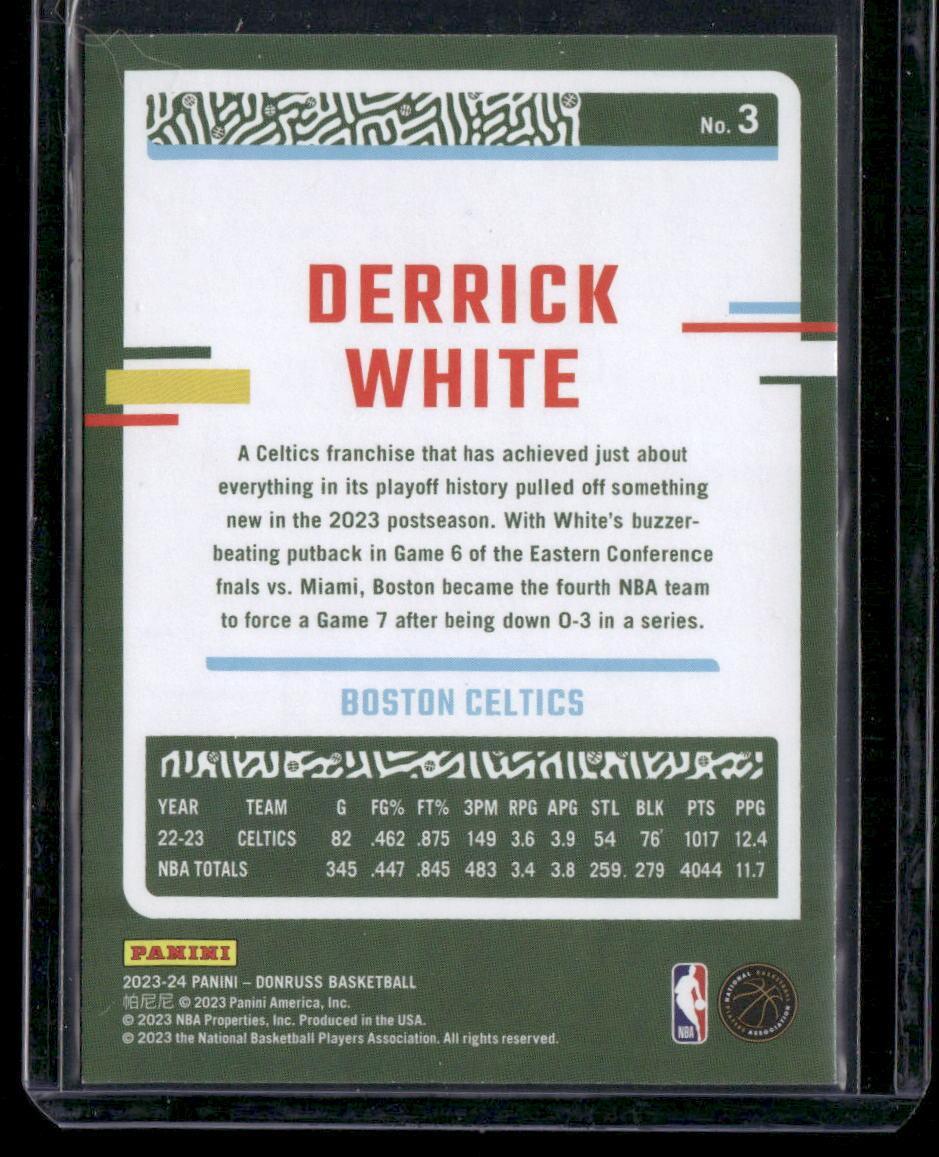 No. 3
DERRICK
WHITE
A Celtics franchise that has achieved just about
everything in its playoff history pulled off something
new in the 2023 postseason. With White's buzzer-
beating putback in Game 6 of the Eastern Conference
fnals vs. Miami, Boston became the fourth NBA team
to force a Game 7 after being down 0-3 in a series.
BOSTON CELTICS
YEAR TEAM G FG% FT% 3PM RPG APG STL BLK PTS PPG
22-23 CELTICS 82 .462 .875 149 3.6 3.9 54 76 1017 12.4
NBA TOTALS 345 .447 .845 483 3.4 3.8 259 279 4044 11.7
PANINI
2023-24 PANINI – DONRUSS BASKETBALL
帕尼尼 © 2023 Panini America, Inc.
© 2023 NBA Properties, Inc. Produced in the USA.
© 2023 the National Basketball Players Association. All rights reserved.
NBA
NATIONAL BASKETBALL PLAYERS ASSOCIATION